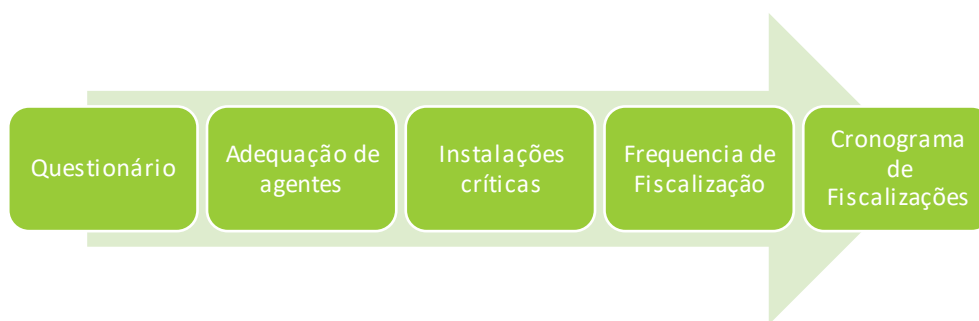 Questionário
Adequação de
agentes
Instalações
críticas
Frequencia de
Fiscalização
Cronograma
de
Fiscalizações